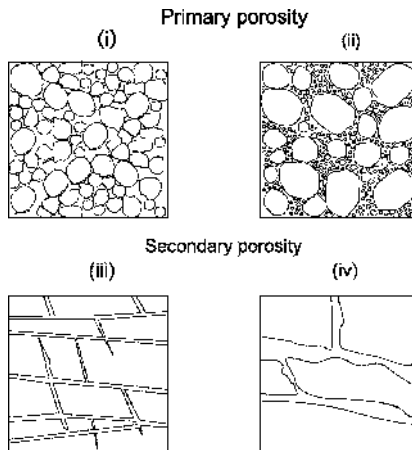 Primary porosity
(i) (ii)
Secondary porosity
(iii) (iv)